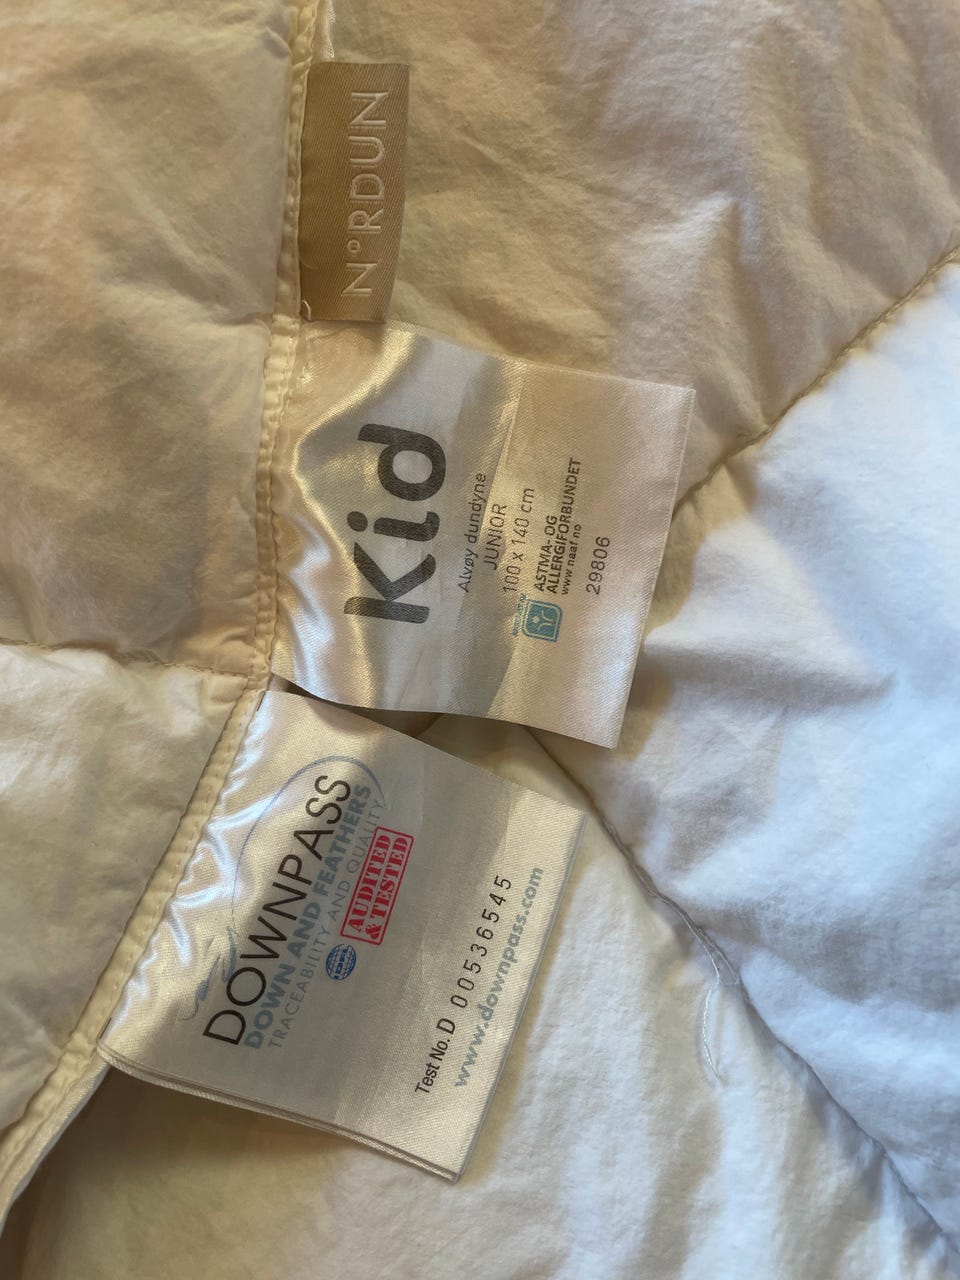 N°RDUN
Kid
Alvøy dundyne
JUNIOR
100 x 140 cm
ASTMA- OG
ALLERGIFORBUNDET
www.naaf.no
29806
DOWNPASS
DOWN AND FEATHERS
TRACEABILITY AND QUALITY
IDFL
AUDITED
& TESTED
Test No. D 00536545
www.downpass.com